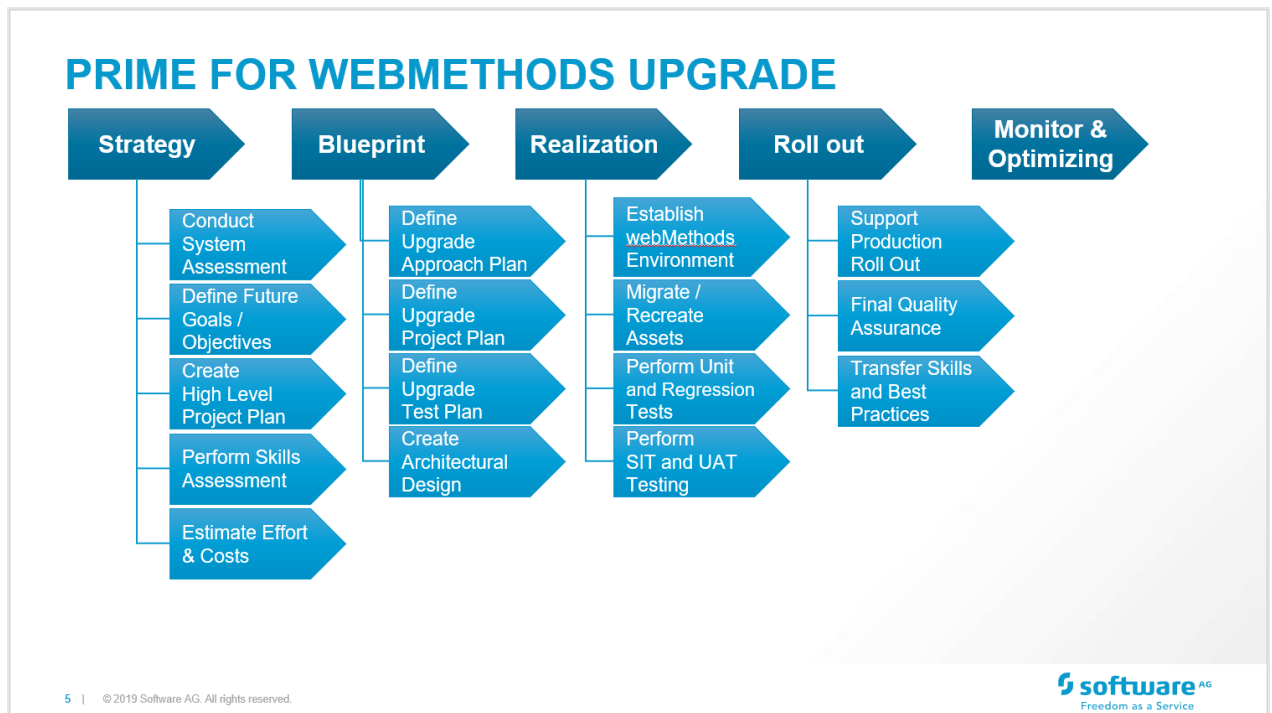 PRIME FOR WEBMETHODS UPGRADE
Strategy
Conduct
System
Assessment
Define Future
Goals /
Objectives
Create
High Level
Project Plan
Perform Skills
Assessment
Estimate Effort
& Costs
Blueprint
Define
Upgrade
Approach Plan
Define
Upgrade
Project Plan
Define
Upgrade
Test Plan
Create
Architectural
Design
Realization
Establish
webMethods
Environment
Migrate /
Recreate
Assets
Perform Unit
and Regression
Tests
Perform
SIT and UAT
Testing
Roll out
Support
Production
Roll Out
Final Quality
Assurance
Transfer Skills
and Best
Practices
Monitor &
Optimizing
5 | © 2019 Software AG. All rights reserved.
software AG
Freedom as a Service